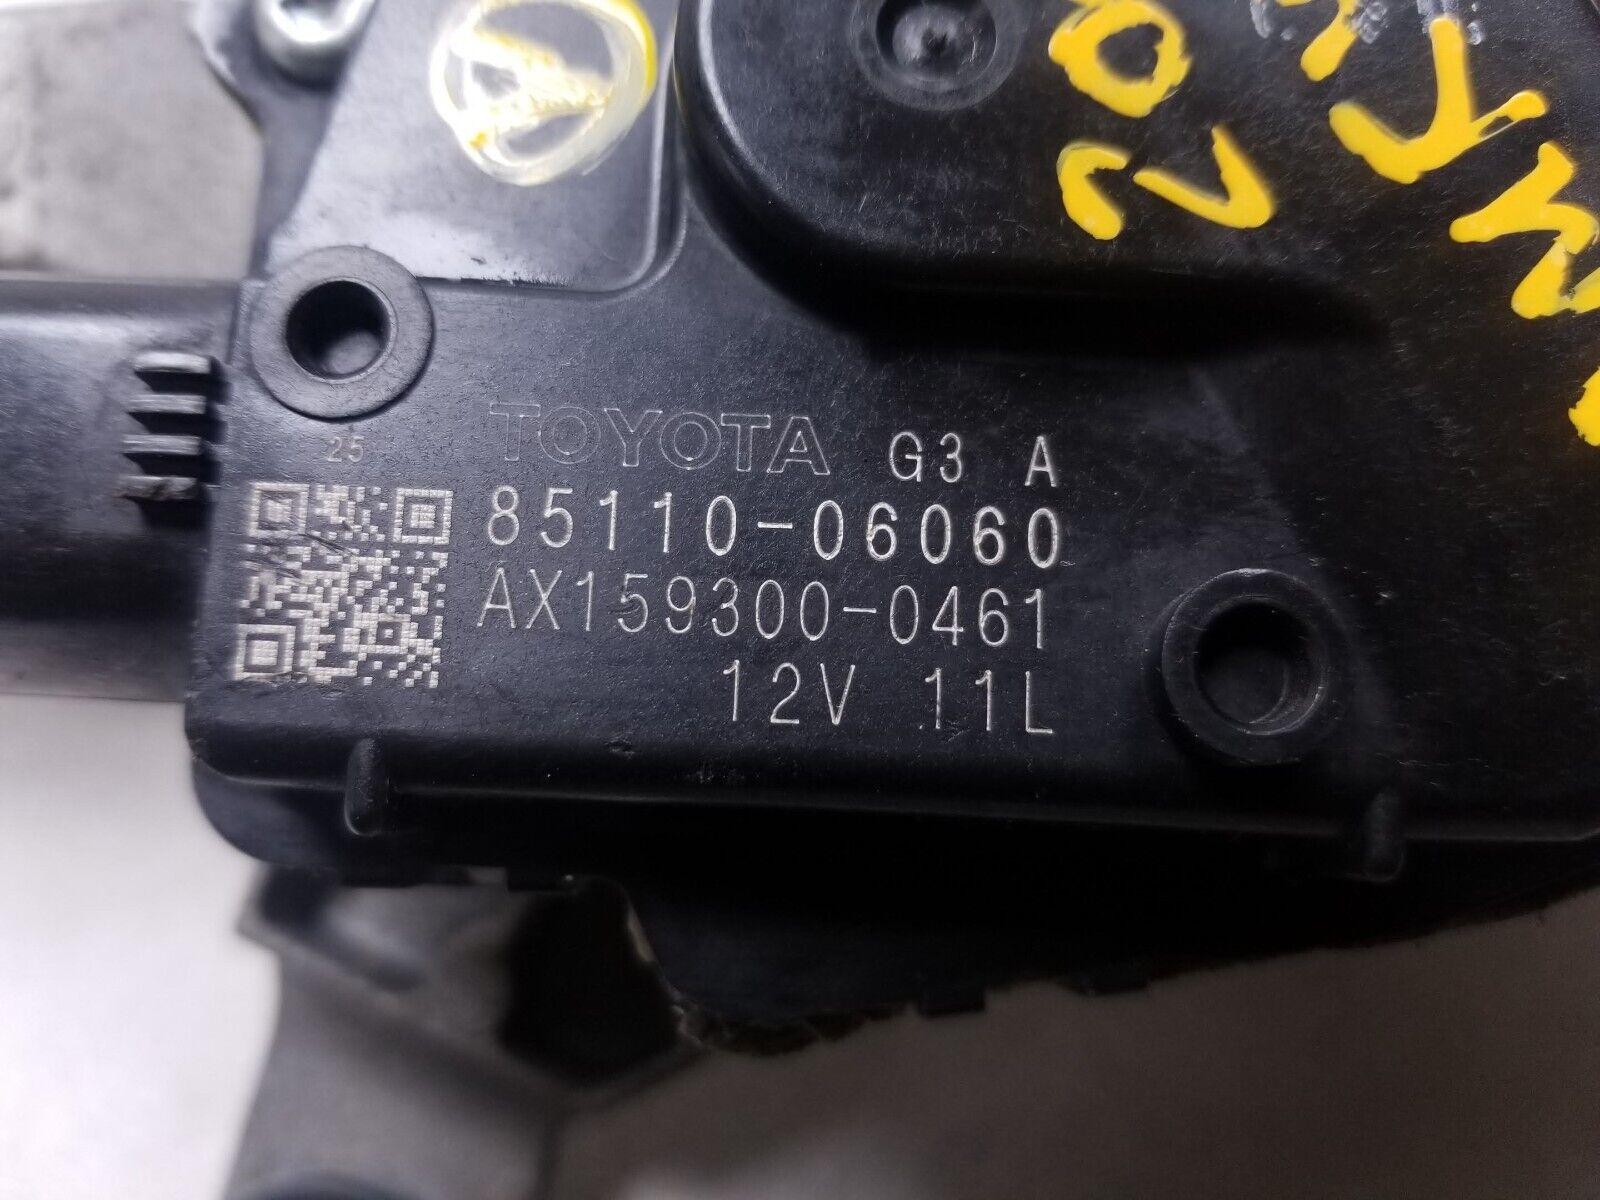 25
TOYOTA G3 A
85110-06060
AX159300-0461
12V 11L